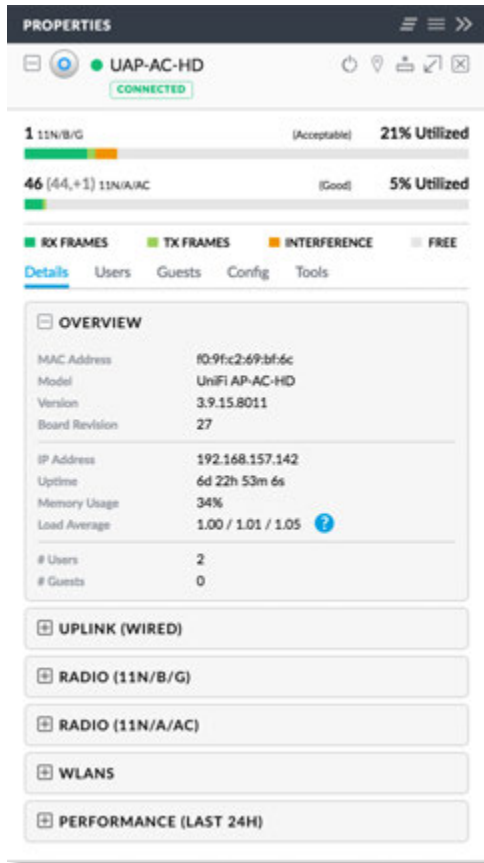 PROPERTIES
UAP-AC-HD
CONNECTED
1 11N/B/G (Acceptable) 21% Utilized
46 (44,+1) 11N/A/AC (Good) 5% Utilized
RX FRAMES TX FRAMES INTERFERENCE FREE
Details Users Guests Config Tools
OVERVIEW
MAC Address f0:9f:c2:69:bf:6c
Model UniFi AP-AC-HD
Version 3.9.15.8011
Board Revision 27
IP Address 192.168.157.142
Uptime 6d 22h 53m 6s
Memory Usage 34%
Load Average 1.00 / 1.01 / 1.05 ?
# Users 2
# Guests 0
UPLINK (WIRED)
RADIO (11N/B/G)
RADIO (11N/A/AC)
WLANS
PERFORMANCE (LAST 24H)